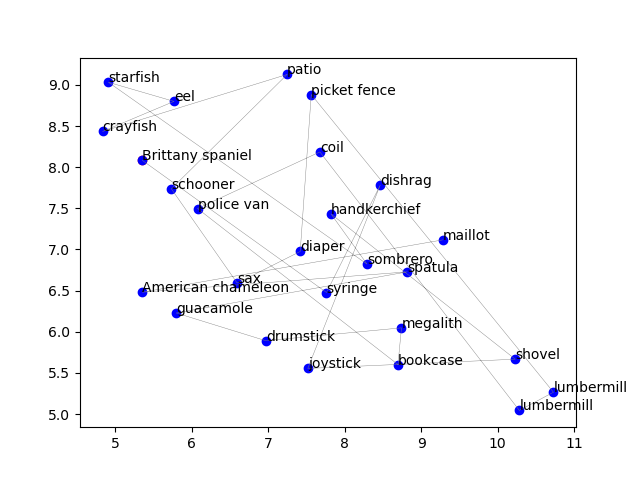 starfish
patio
eel
picket fence
crayfish
coil
Brittany spaniel
schooner
dishrag
police van
handkerchief
maillot
diaper
sombrero
spatula
sax
American chameleon
syringe
guacamole
megalith
drumstick
joystick
bookcase
shovel
lumbermill
lumbermill
9.0
8.5
8.0
7.5
7.0
6.5
6.0
5.5
5.0
5 6 7 8 9 10 11